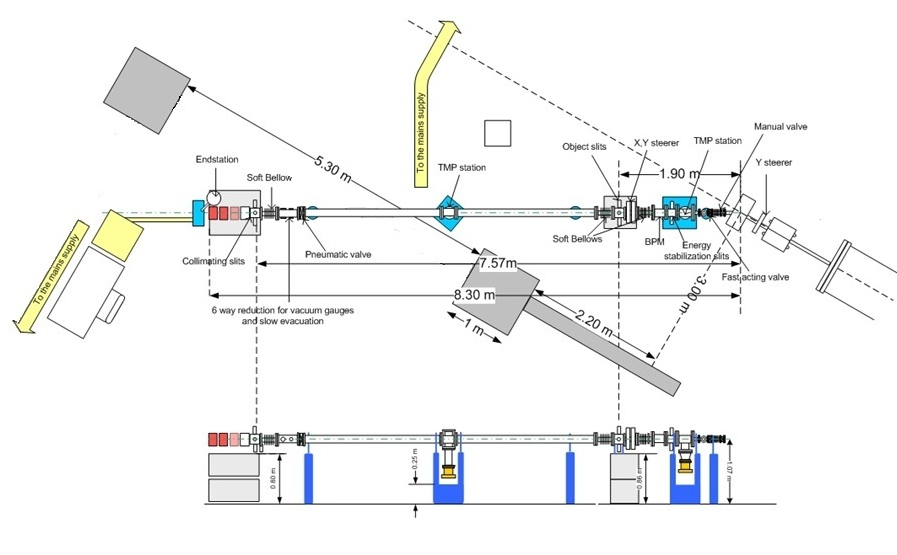 To the mains supply
Manual valve
Object slits
X,Y steerer
TMP station
Endstation
5.30 m
Y steerer
TMP station
Soft Bellow
1.90 m
Soft Bellows
BPM
Energy
stabilization slits
Pneumatic valve
Collimating slits
To the mains supply
7.57m
Fast acting valve
8.30 m
3.00 m
6 way reduction for vacuum gauges
and slow evacuation
1 m
2.20 m
0.80 m
0.25 m
0.86 m
1.07 m